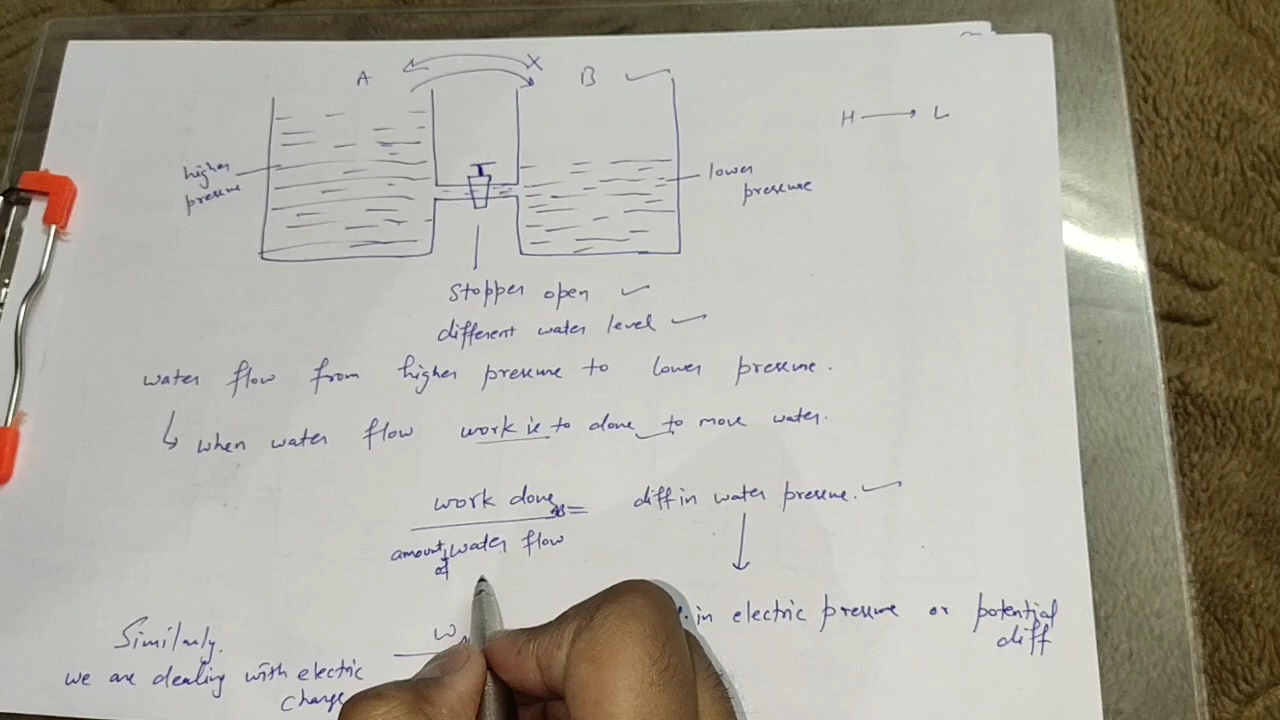 A X B
H → L
higher
pressure
lower
pressure
Stopper open
different water level
water flow from higher pressure to lower pressure.
↳ when water flow work is to done to move water.
work done = diff in water pressure.
amount of water flow
↓
Similarly. W in electric pressure or potential
diff
we are dealing with electric
charge